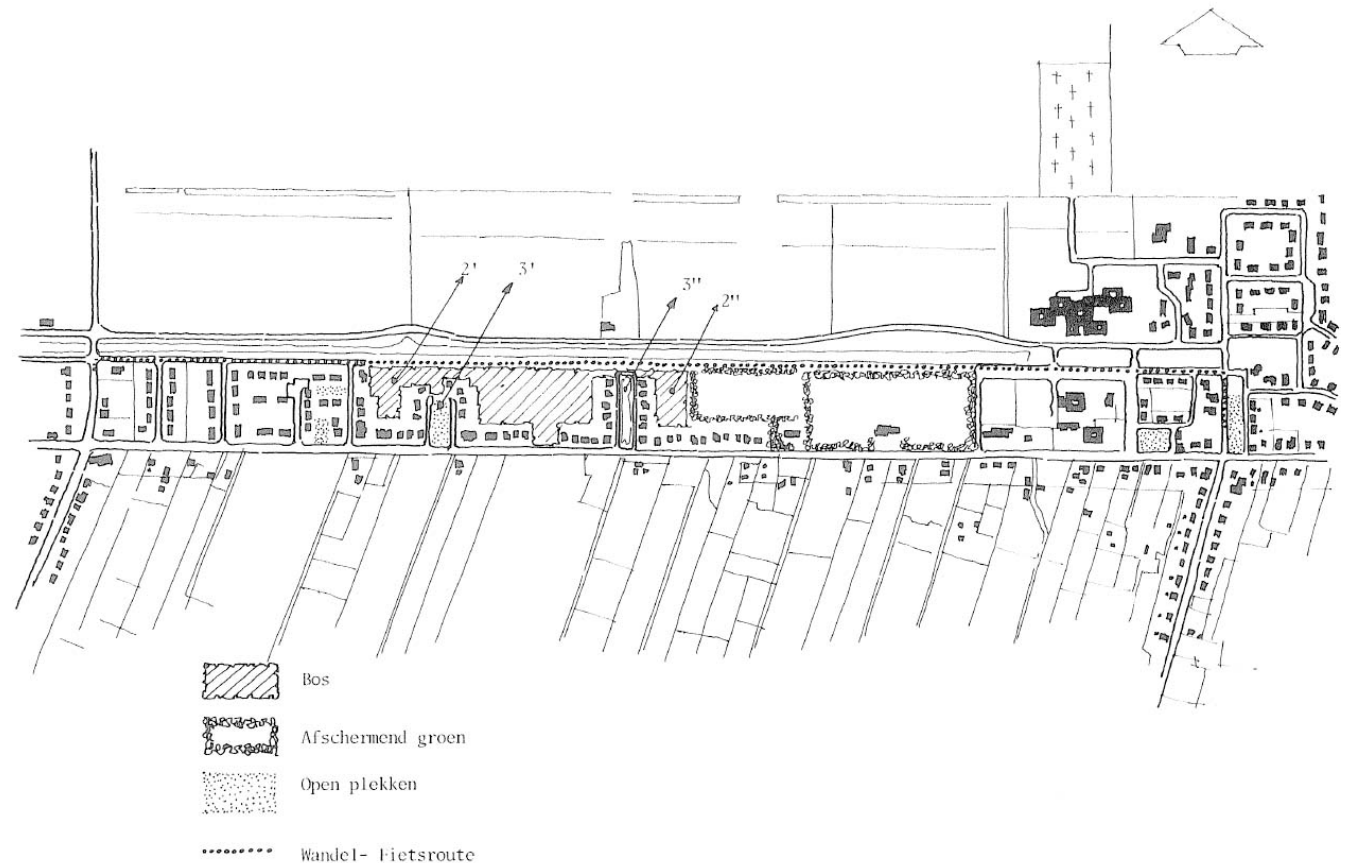 2'
3'
3''
2''
Bos
Afschermend groen
Open plekken
Wandel- Fietsroute